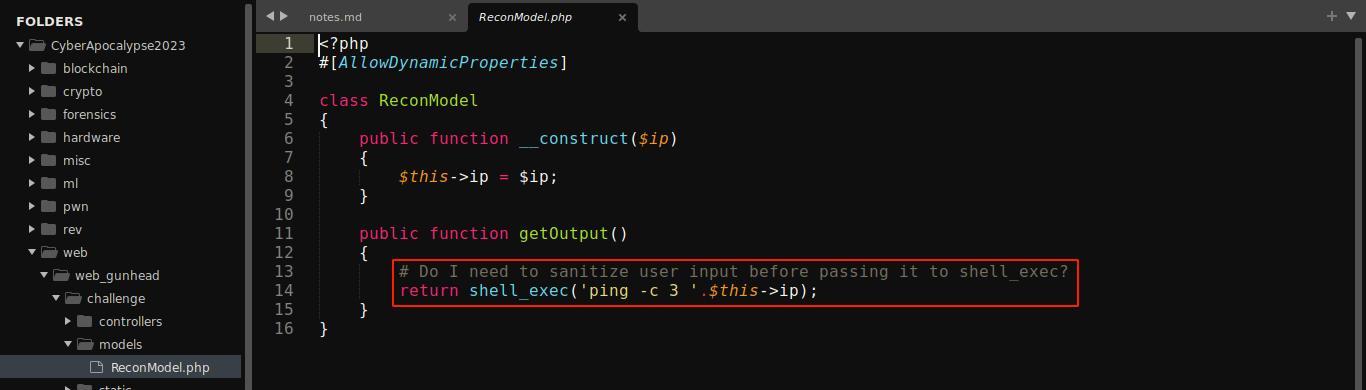 FOLDERS
CyberApocalypse2023
blockchain
crypto
forensics
hardware
misc
ml
pwn
rev
web
web_gunhead
challenge
controllers
models
ReconModel.php
static
notes.md ×
ReconModel.php ×
1 <?php
2 #[AllowDynamicProperties]
3
4 class ReconModel
5 {
6 public function __construct($ip)
7 {
8 $this->ip = $ip;
9 }
10
11 public function getOutput()
12 {
13 # Do I need to sanitize user input before passing it to shell_exec?
14 return shell_exec('ping -c 3 '.$this->ip);
15 }
16 }